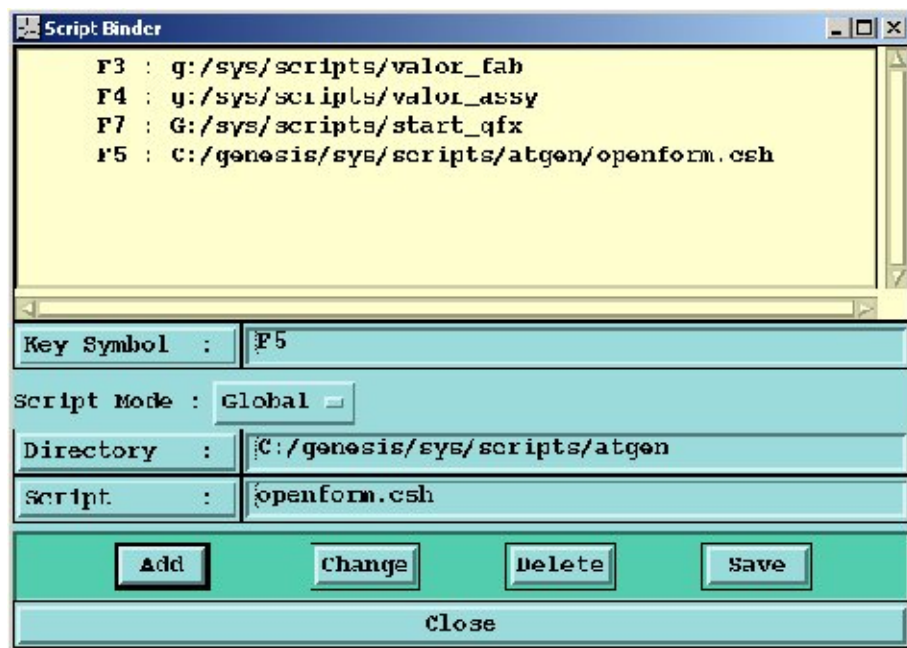 Script Binder
F3 : g:/sys/scripts/valor_fab
F4 : g:/sys/scripts/valor_assy
F7 : G:/sys/scripts/start_gfx
F5 : C:/genesis/sys/scripts/atgen/openform.csh
Key Symbol : F5
Script Mode : Global
Directory : C:/genesis/sys/scripts/atgen
Script : openform.csh
Add Change Delete Save
Close